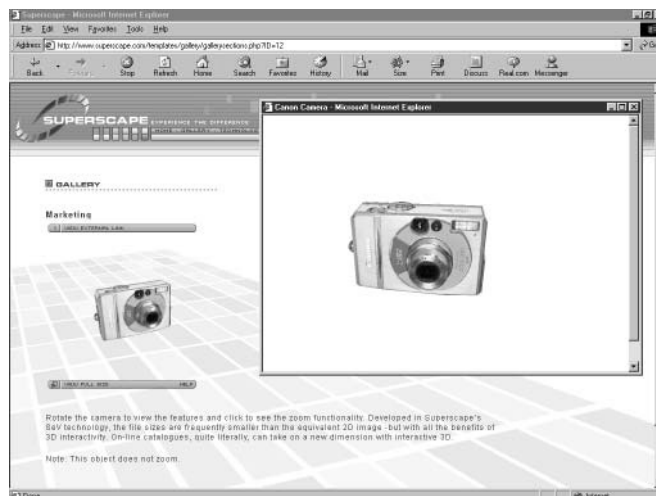 Superscape - Microsoft Internet Explorer
File Edit View Favorites Tools Help
Address http://www.superscape.com/templates/gallery/gallerysections.php?ID=12
Back Stop Refresh Home Search Favorites History Mail Size Print Discuss Real.com Messenger
SUPERSCAPE EXPERIENCE THE DIFFERENCE
HOME GALLERY
Canon Camera - Microsoft Internet Explorer
GALLERY
Marketing
VIEW EXTERNAL LINK
VIEW FULL SIZE HELP
Rotate the camera to view the features and click to see the zoom functionality. Developed in Superscape's
technology, the file sizes are frequently smaller than the equivalent 2D image -but with all the benefits of
3D interactivity. On-line catalogues, quite literally, can take on a new dimension with interactive 3D.
Note: This object does not zoom.